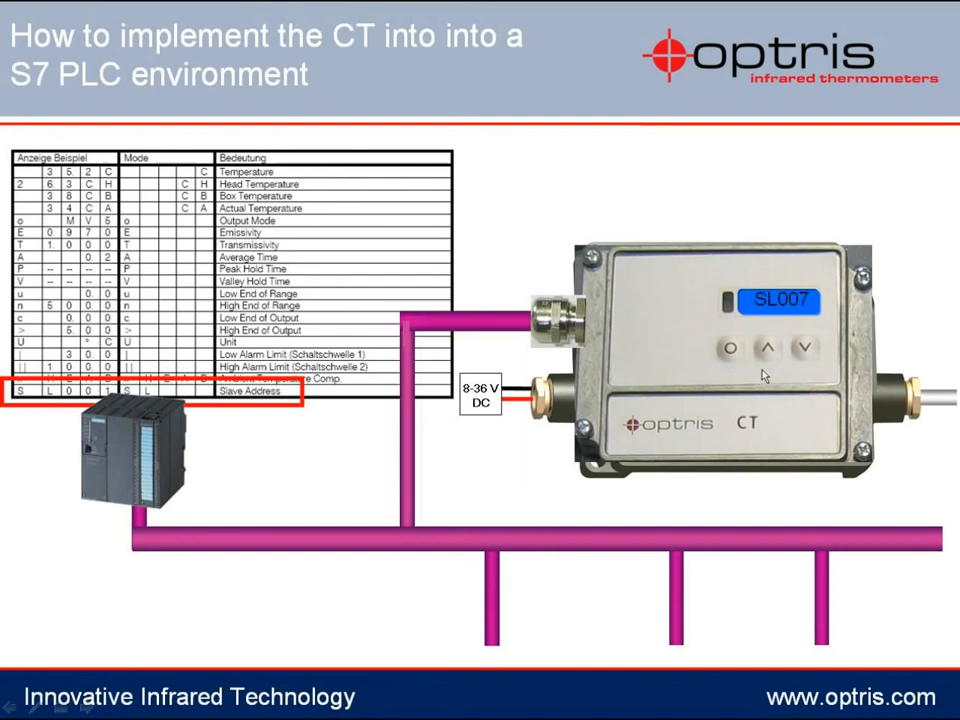 How to implement the CT into into a
S7 PLC environment
optris
infrared thermometers
Anzeige Beispiel Mode Bedeutung
3 5. 2 C C Temperature
2 6. 3 C H C H Head Temperature
3 8 C B C B Box Temperature
3 4 C A C A Actual Temperature
o M V 5 o Output Mode
E 0. 9 7 0 E Emissivity
T 1. 0 0 0 T Transmissivity
A 0. 2 A Average Time
P -- -- -- -- P Peak Hold Time
V -- -- -- -- V Valley Hold Time
u 0. 0 u Low End of Range
n 5 0 0. 0 n High End of Range
c 0. 0 c Low End of Output
> 5. 0 > High End of Output
U ° C U Unit
| 3 0. 0 | Low Alarm Limit (Schaltschwelle 1)
|| 1 0 0. 0 || High Alarm Limit (Schaltschwelle 2)
Ambient Temperature Comp.
S L 0 0 1 S L Slave Address
SL007
8-36 V
DC
optris CT
Innovative Infrared Technology
www.optris.com